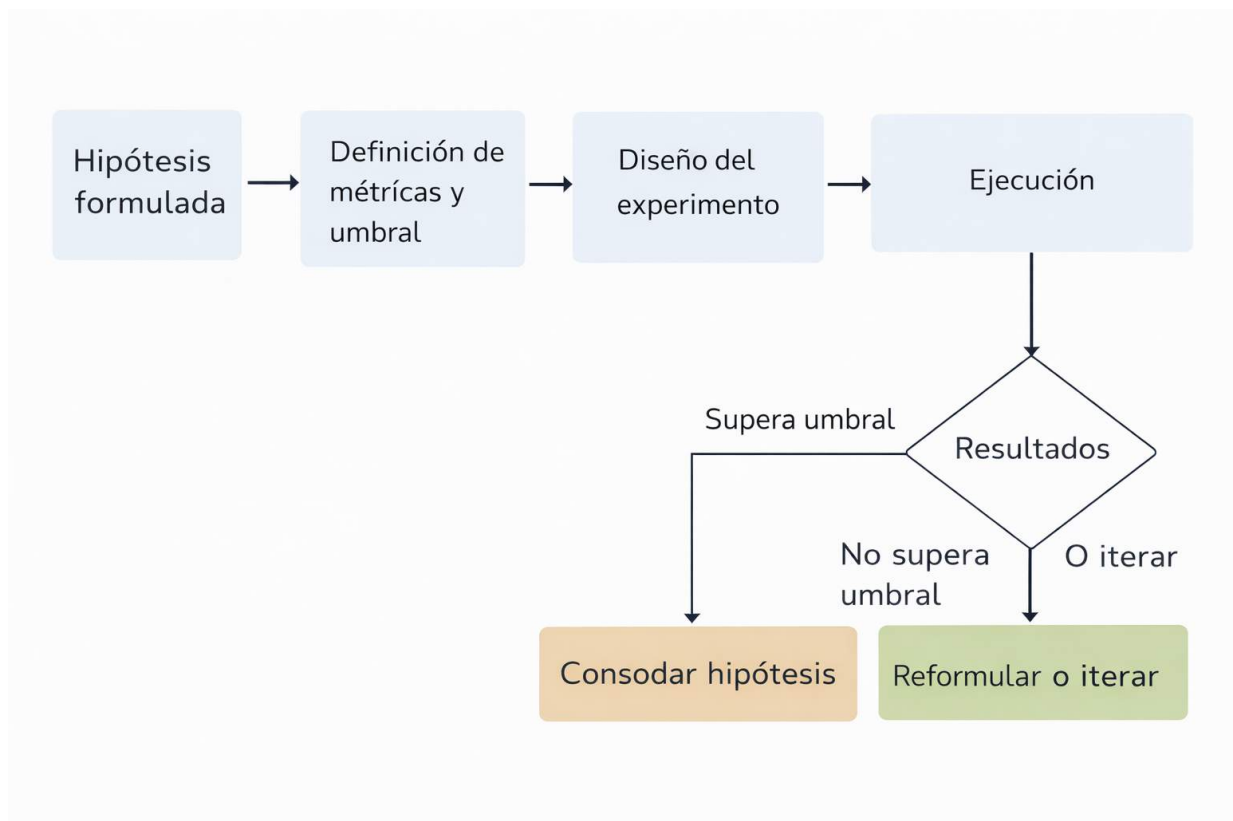 Hipótesis
formulada
Definición de
métrícas y
umbral
Diseño del
experimento
Ejecución
Resultados
Supera umbral
No supera
umbral
O iterar
Consodar hipótesis
Reformular o iterar